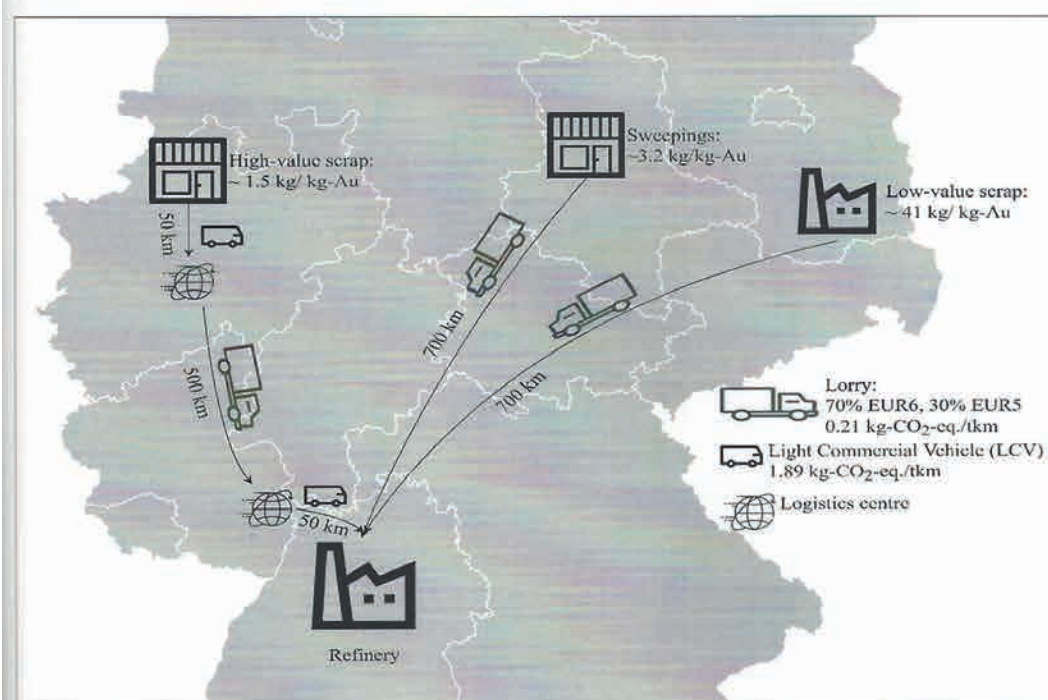 High-value scrap:
~ 1.5 kg/ kg-Au
Sweepings:
~3.2 kg/kg-Au
Low-value scrap:
~ 41 kg/ kg-Au
50 km
500 km
700 km
700 km
50 km
Refinery
Lorry:
70% EUR6, 30% EUR5
0.21 kg-CO₂-eq./tkm
Light Commercial Vehicle (LCV)
1.89 kg-CO₂-eq./tkm
Logistics centre